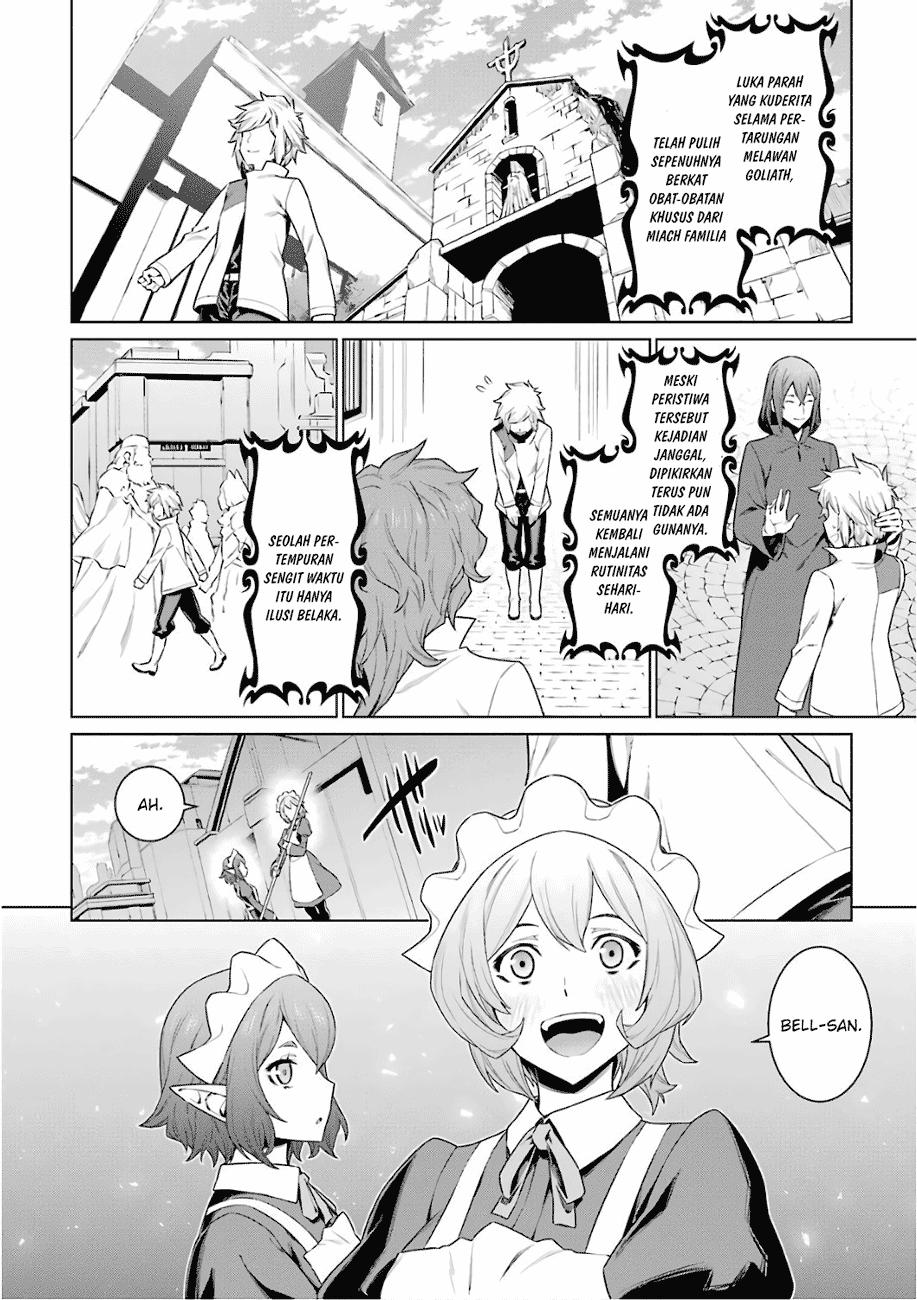 LUKA PARAH
YANG KUDERITA
SELAMA PER-
TARUNGAN
MELAWAN
GOLIATH,
TELAH PULIH
SEPENUHNYA
BERKAT
OBAT-OBATAN
KHUSUS DARI
MIACH FAMILIA
MESKI
PERISTIWA
TERSEBUT
KEJADIAN
JANGGAL,
DIPIKIRKAN
TERUS PUN
TIDAK ADA
GUNANYA.
SEMUANYA
KEMBALI
MENJALANI
RUTINITAS
SEHARI-
HARI.
SEOLAH PER-
TEMPURAN
SENGIT WAKTU
ITU HANYA
ILUSI BELAKA.
AH.
BELL-SAN.